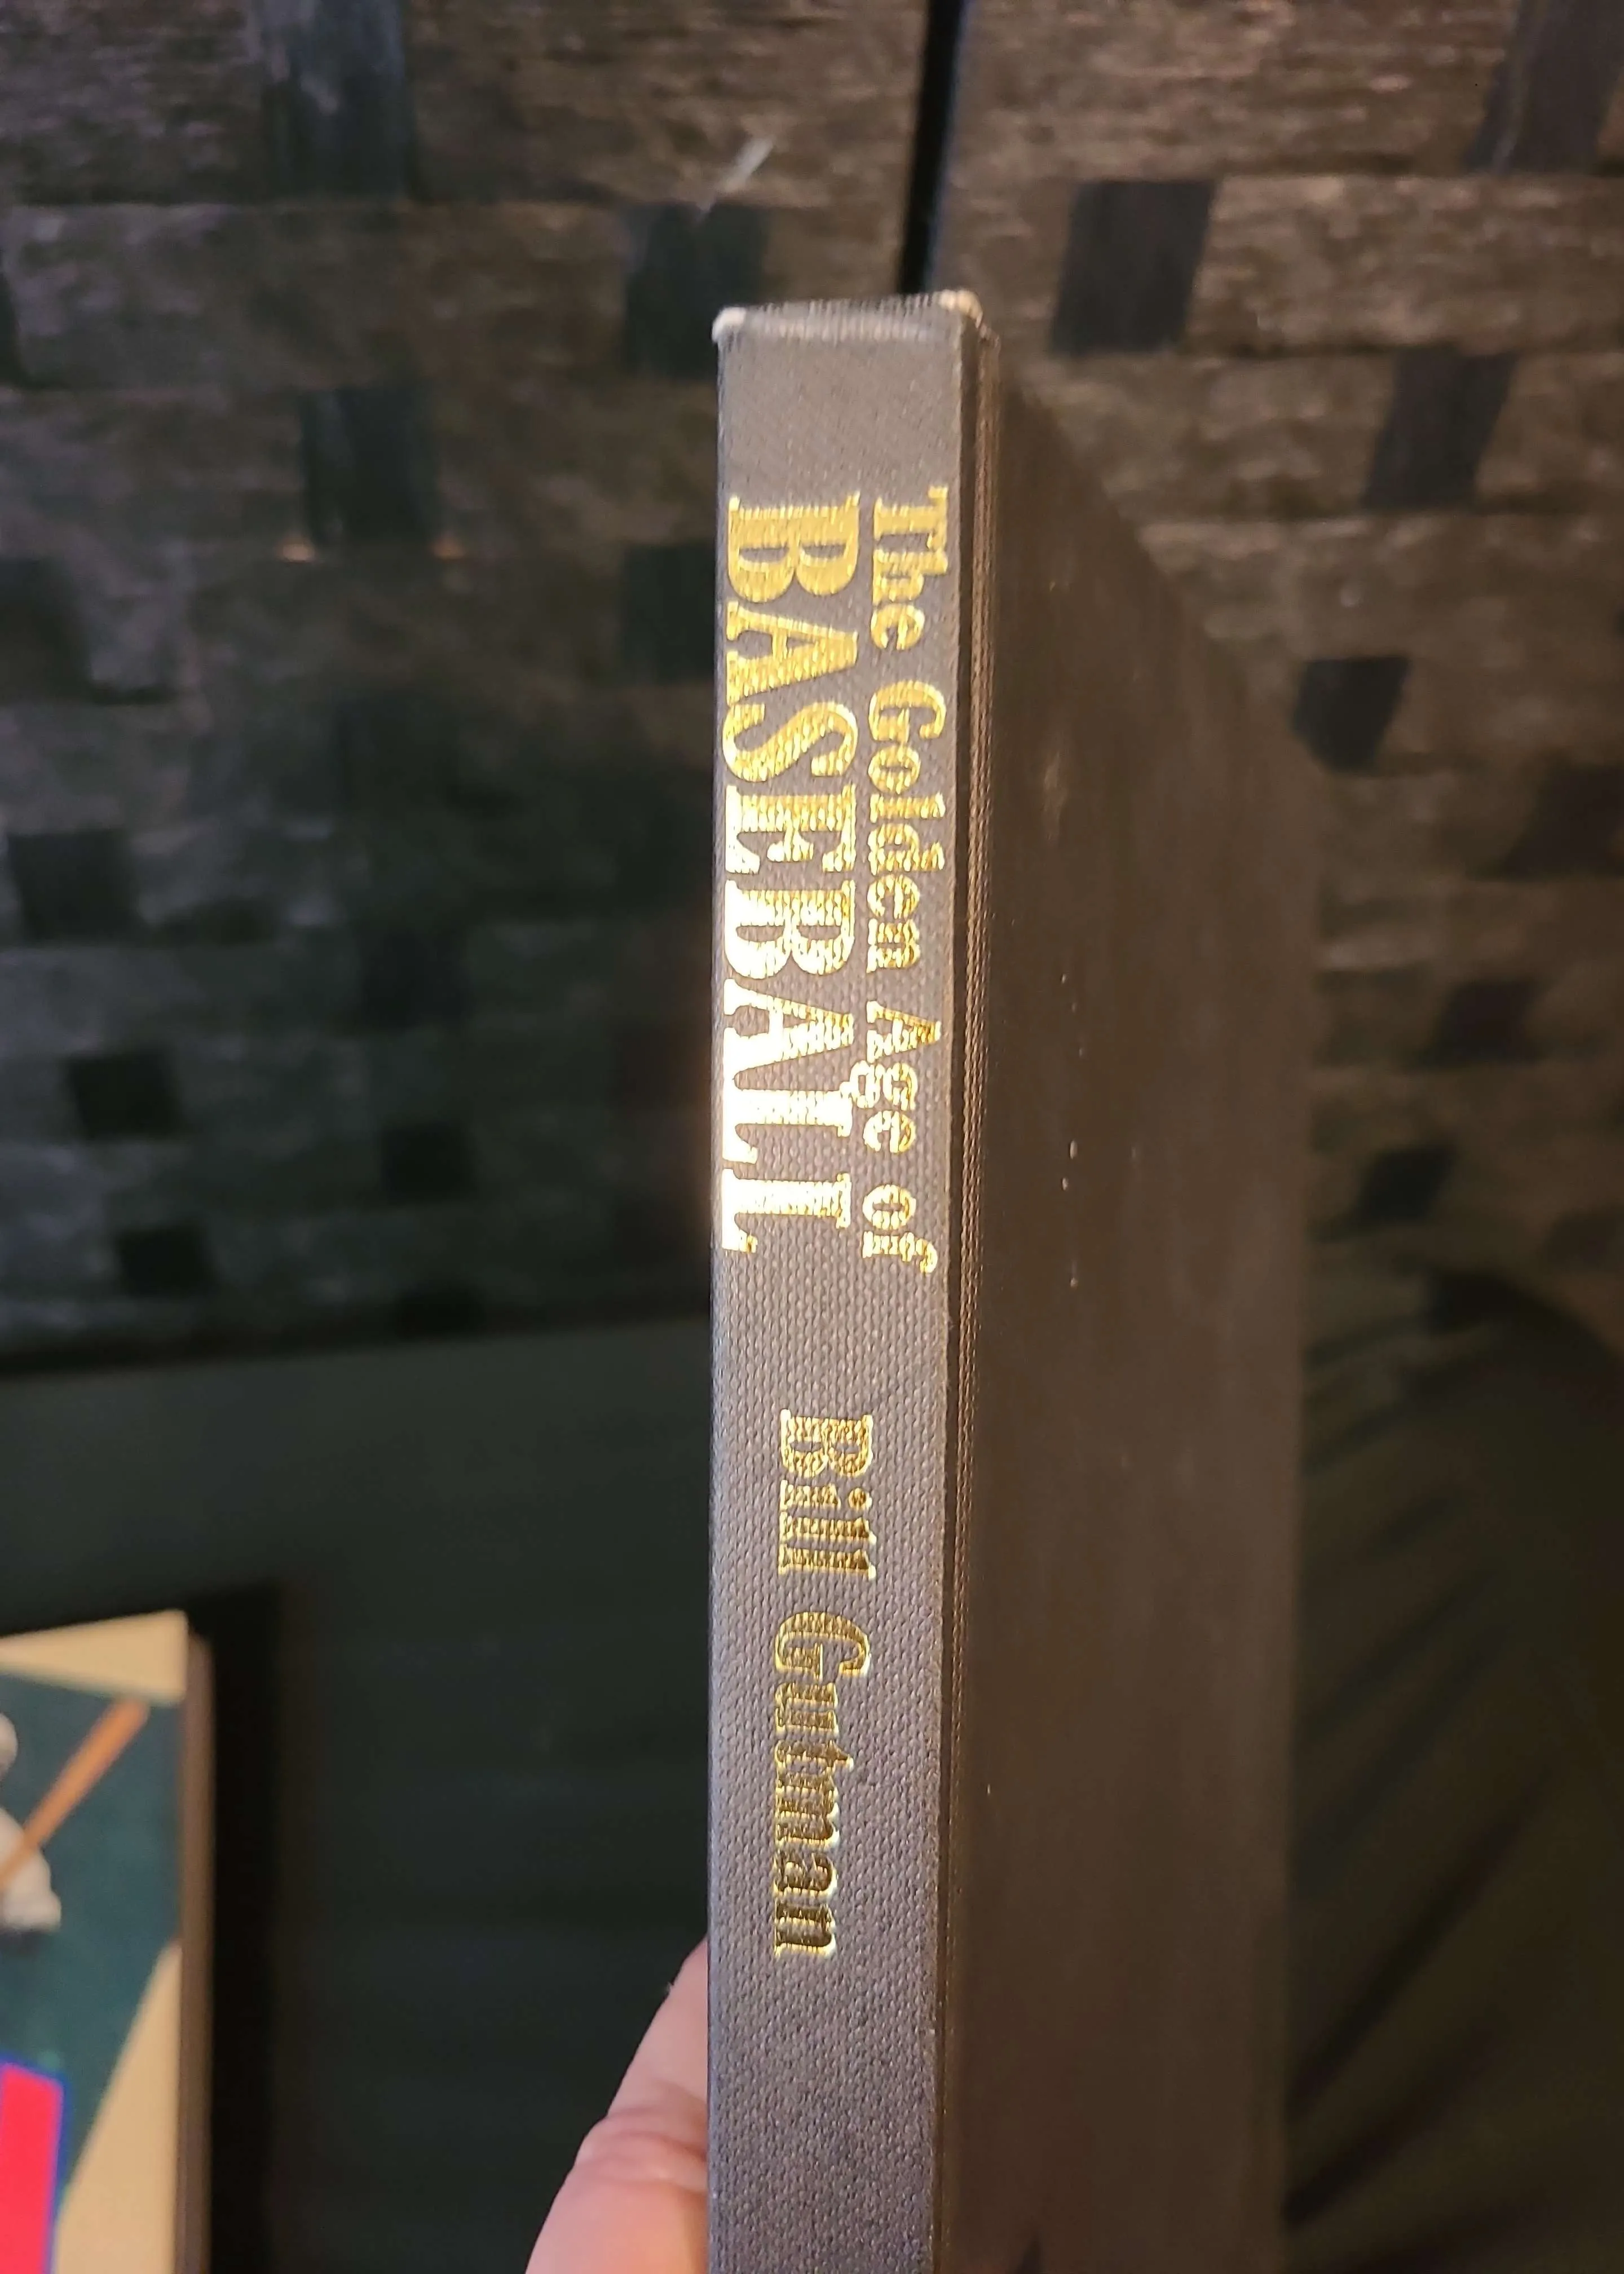 The Golden Age of
BASEBALL
Bill Gutman